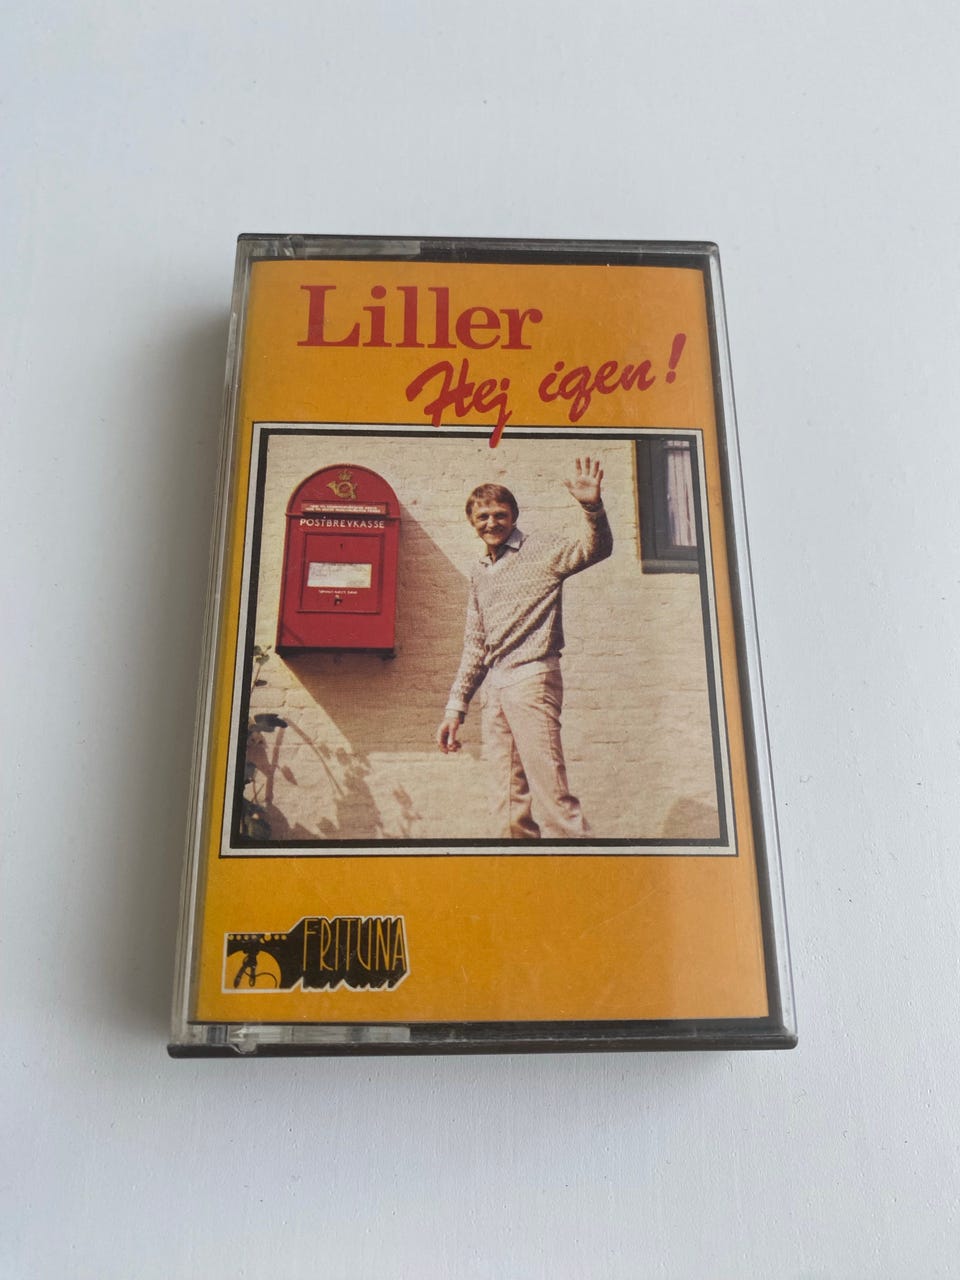 Liller
Hej igen!
POSTBREVKASSE
FRITUNA